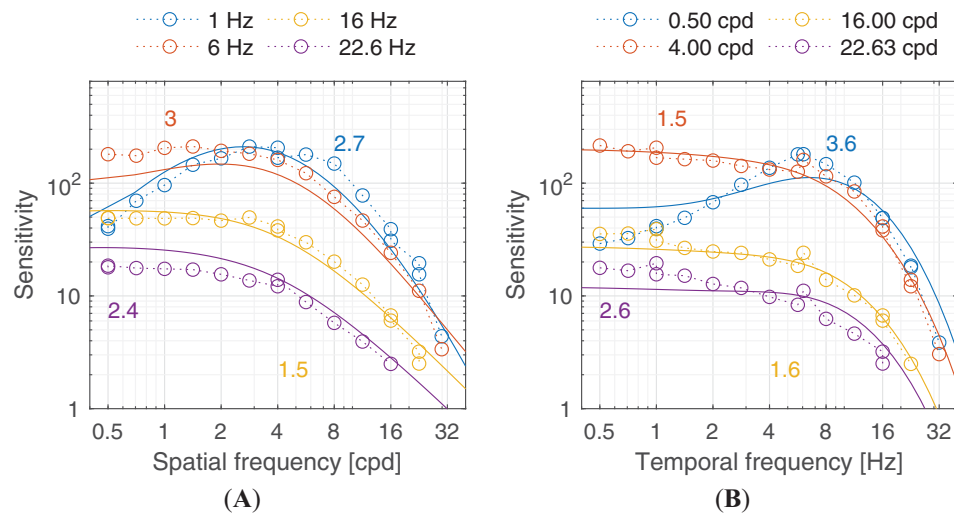 1 Hz 16 Hz
6 Hz 22.6 Hz
3
2.7
2.4
1.5
10²
10
1
Sensitivity
0.5 1 2 4 8 16 32
Spatial frequency [cpd]
(A)
0.50 cpd 16.00 cpd
4.00 cpd 22.63 cpd
1.5
3.6
2.6
1.6
10²
10
1
Sensitivity
0.5 1 2 4 8 16 32
Temporal frequency [Hz]
(B)